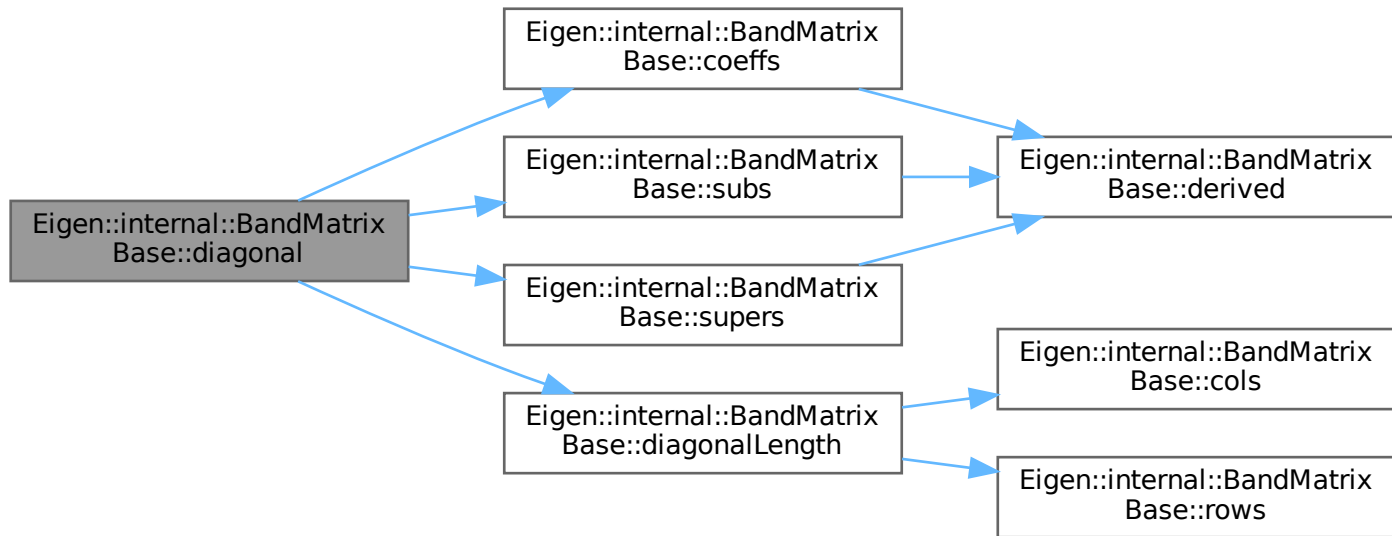 Eigen::internal::BandMatrix
Base::diagonal
Eigen::internal::BandMatrix
Base::coeffs
Eigen::internal::BandMatrix
Base::subs
Eigen::internal::BandMatrix
Base::supers
Eigen::internal::BandMatrix
Base::diagonalLength
Eigen::internal::BandMatrix
Base::derived
Eigen::internal::BandMatrix
Base::cols
Eigen::internal::BandMatrix
Base::rows